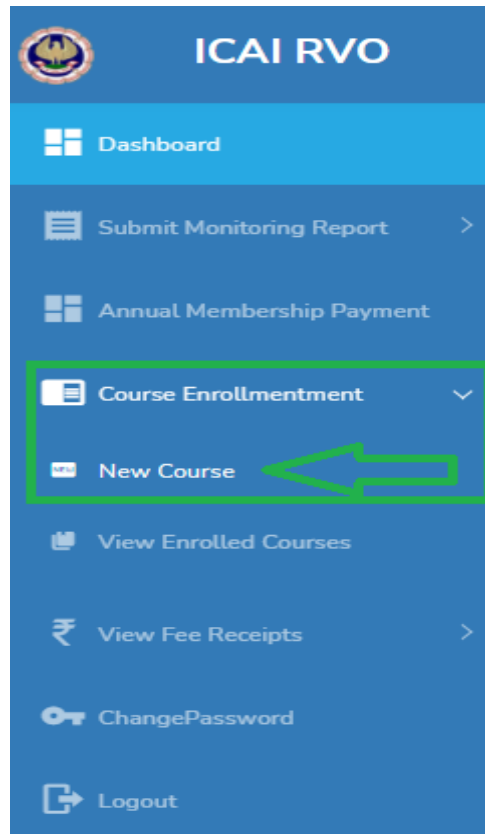 ICAI RVO
Dashboard
Submit Monitoring Report
Annual Membership Payment
Course Enrollmentment
New Course
View Enrolled Courses
₹ View Fee Receipts
ChangePassword
Logout